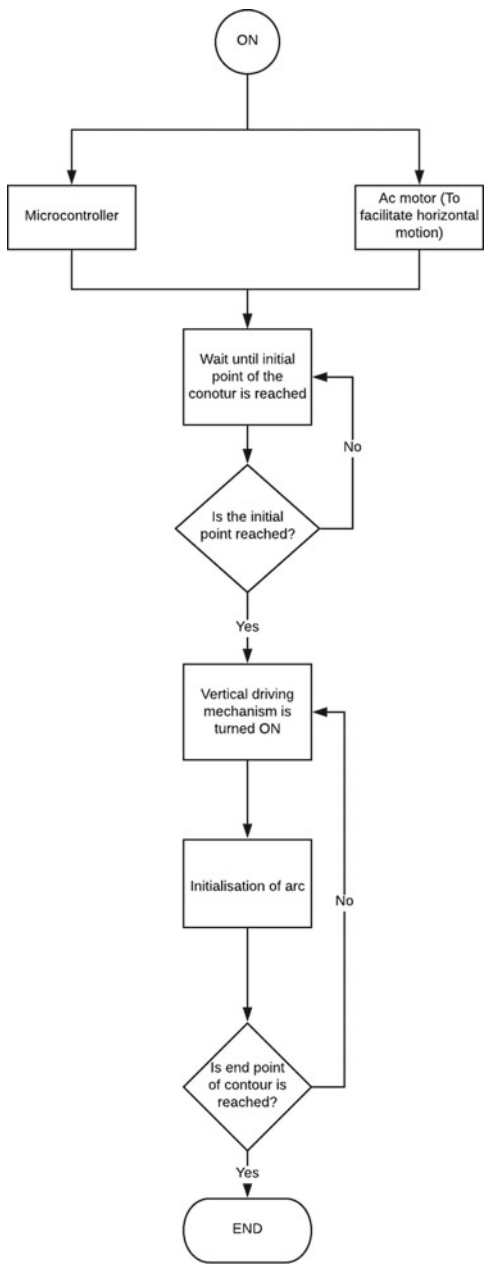 ON
Microcontroller
Ac motor (To
facilitate horizontal
motion)
Wait until initial
point of the
conotur is reached
No
Is the initial
point reached?
Yes
Vertical driving
mechanism is
turned ON
Initialisation of arc
No
Is end point
of contour is
reached?
Yes
END